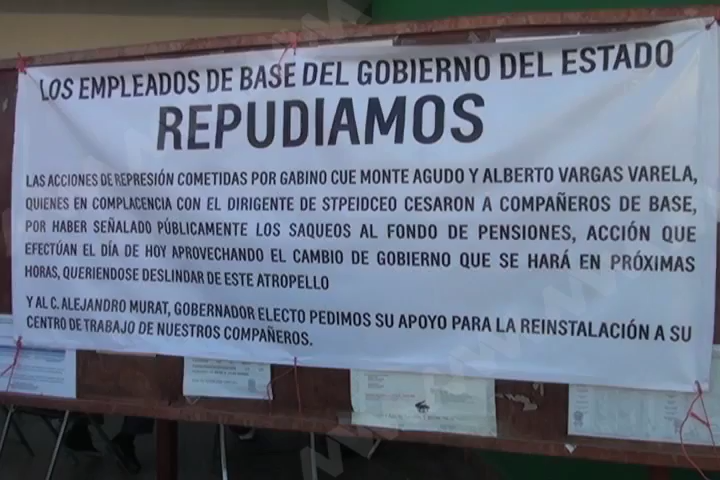 LOS EMPLEADOS DE BASE DEL GOBIERNO DEL ESTADO
REPUDIAMOS
LAS ACCIONES DE REPRESIÓN COMETIDAS POR GABINO CUE MONTE AGUDO Y ALBERTO VARGAS VARELA,
QUIENES EN COMPLACENCIA CON EL DIRIGENTE DE STPEIDCEO CESARON A COMPAÑEROS DE BASE,
POR HABER SEÑALADO PÚBLICAMENTE LOS SAQUEOS AL FONDO DE PENSIONES, ACCIÓN QUE
EFECTÚAN EL DÍA DE HOY APROVECHANDO EL CAMBIO DE GOBIERNO QUE SE HARÁ EN PRÓXIMAS
HORAS, QUERIENDOSE DESLINDAR DE ESTE ATROPELLO
Y AL C. ALEJANDRO MURAT, GOBERNADOR ELECTO PEDIMOS SU APOYO PARA LA REINSTALACIÓN A SU
CENTRO DE TRABAJO DE NUESTROS COMPAÑEROS.